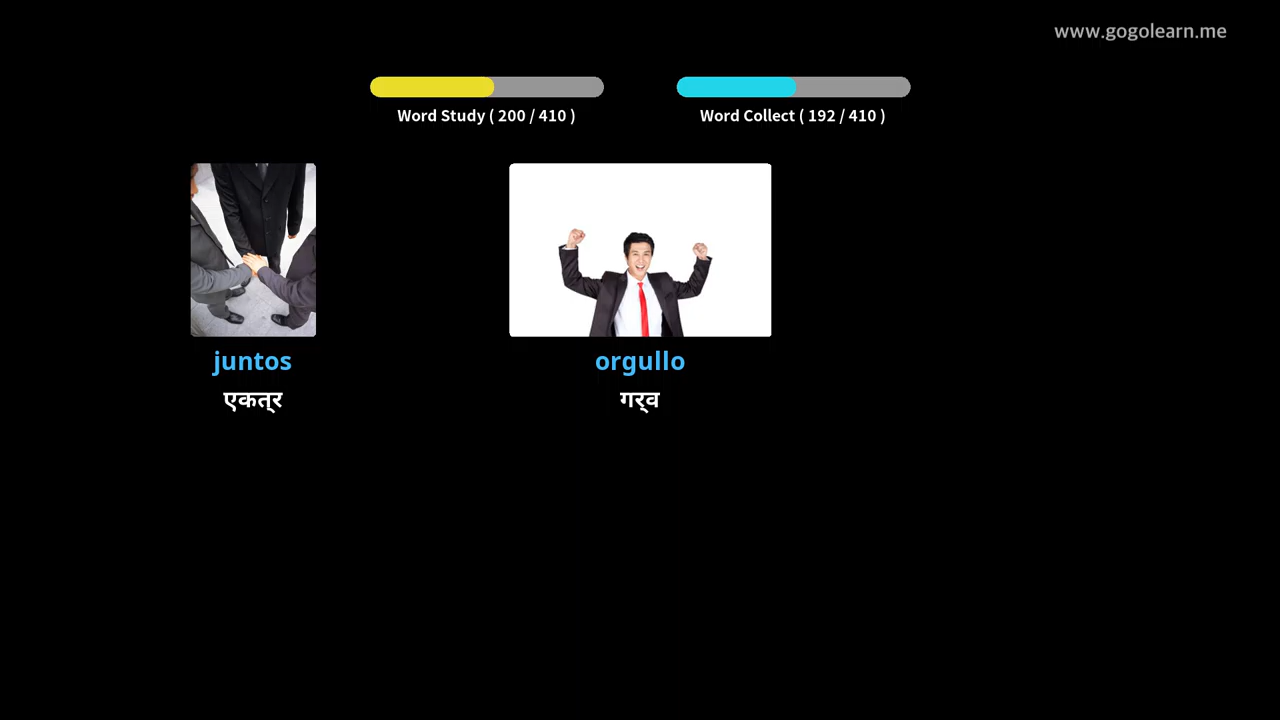 www.gogolearn.me
Word Study ( 200 / 410 )
Word Collect ( 192 / 410 )
juntos
एकत्र
orgullo
गर्व